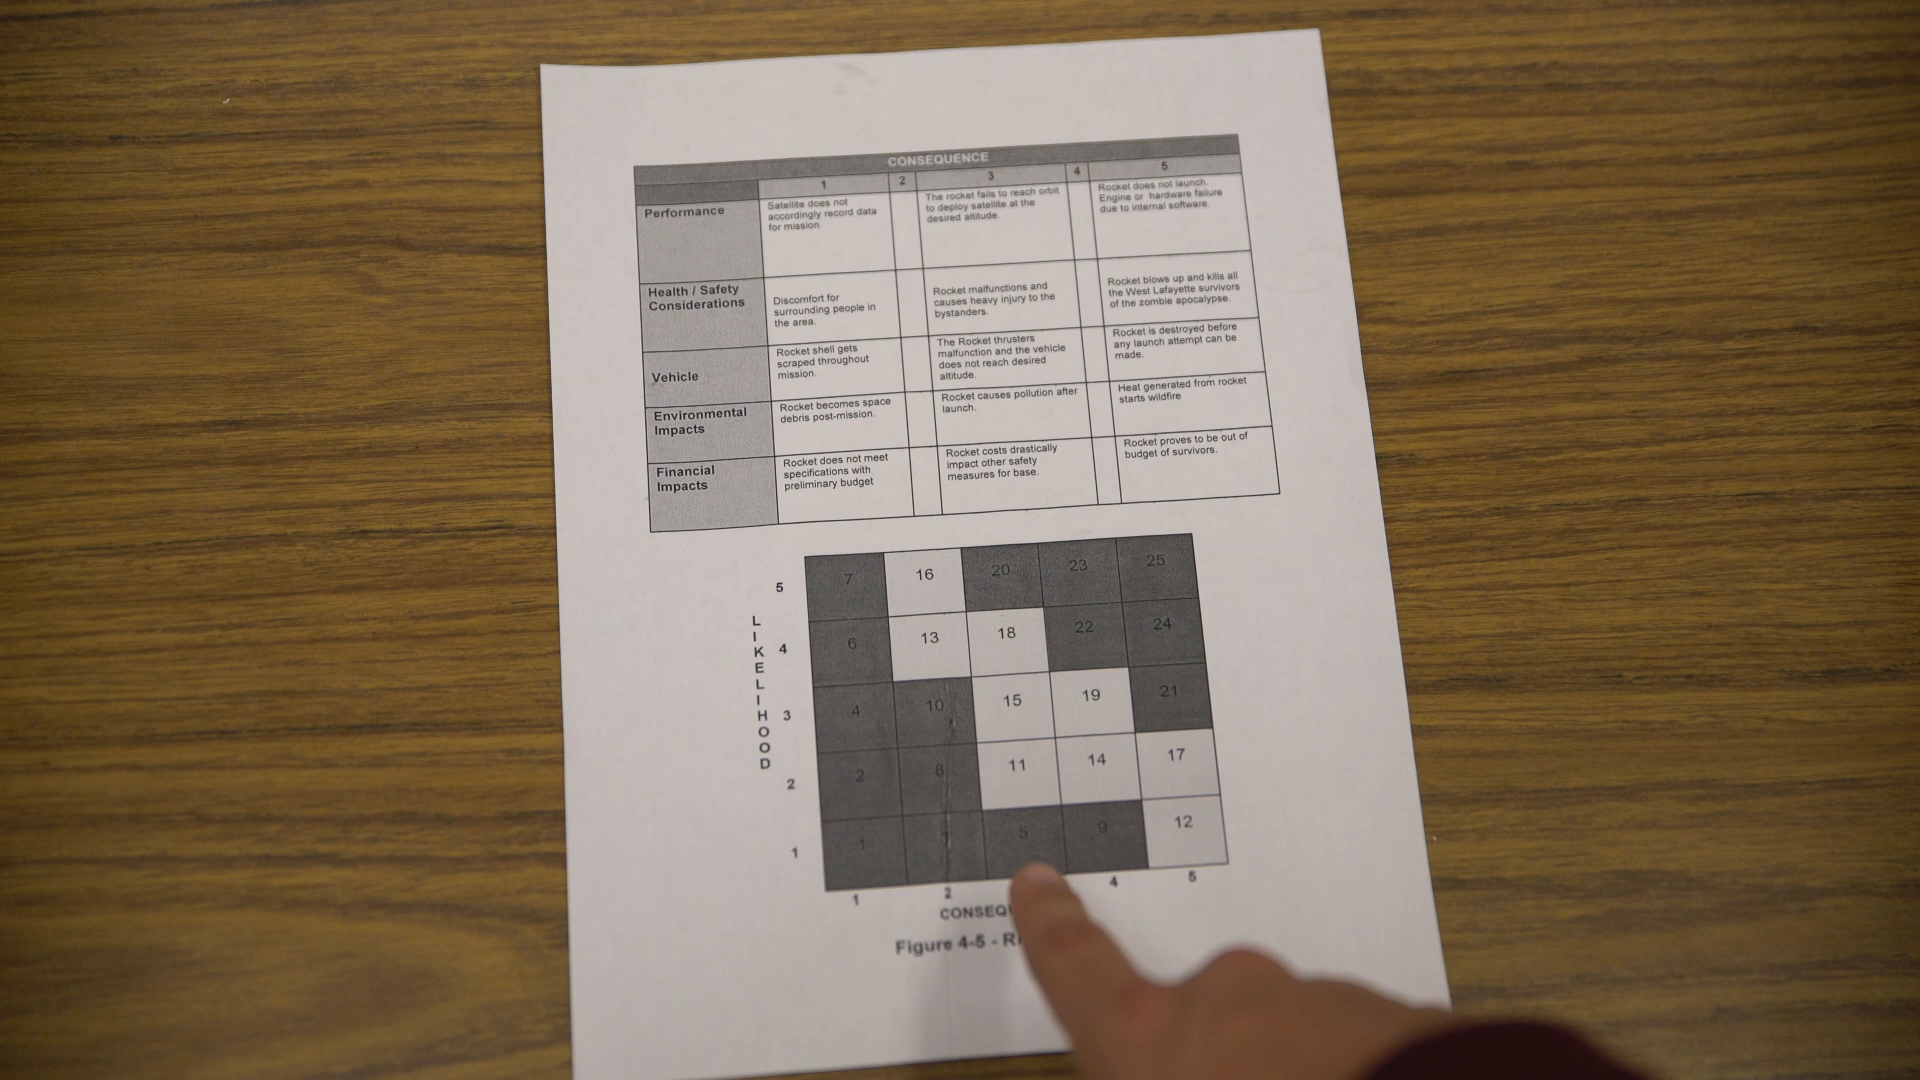 CONSEQUENCE
1 2 3 4 5
Performance
Satellite does not
accordingly record data
for mission.
The rocket fails to reach orbit
to deploy satellite at the
desired altitude.
Rocket does not launch.
Engine or hardware failure
due to internal software.
Health / Safety
Considerations
Discomfort for
surrounding people in
the area.
Rocket malfunctions and
causes heavy injury to the
bystanders.
Rocket blows up and kills all
the West Lafayette survivors
of the zombie apocalypse.
Vehicle
Rocket shell gets
scraped throughout
mission.
The Rocket thrusters
malfunction and the vehicle
does not reach desired
altitude.
Rocket is destroyed before
any launch attempt can be
made.
Environmental
Impacts
Rocket becomes space
debris post-mission.
Rocket causes pollution after
launch.
Heat generated from rocket
starts wildfire
Financial
Impacts
Rocket does not meet
specifications with
preliminary budget
Rocket costs drastically
impact other safety
measures for base.
Rocket proves to be out of
budget of survivors.
LIKELIHOOD
5 7 16 20 23 25
4 6 13 18 22 24
3 4 10 15 19 21
2 2 8 11 14 17
1 1 3 5 9 12
1 2 4 5
Figure 4-5 -